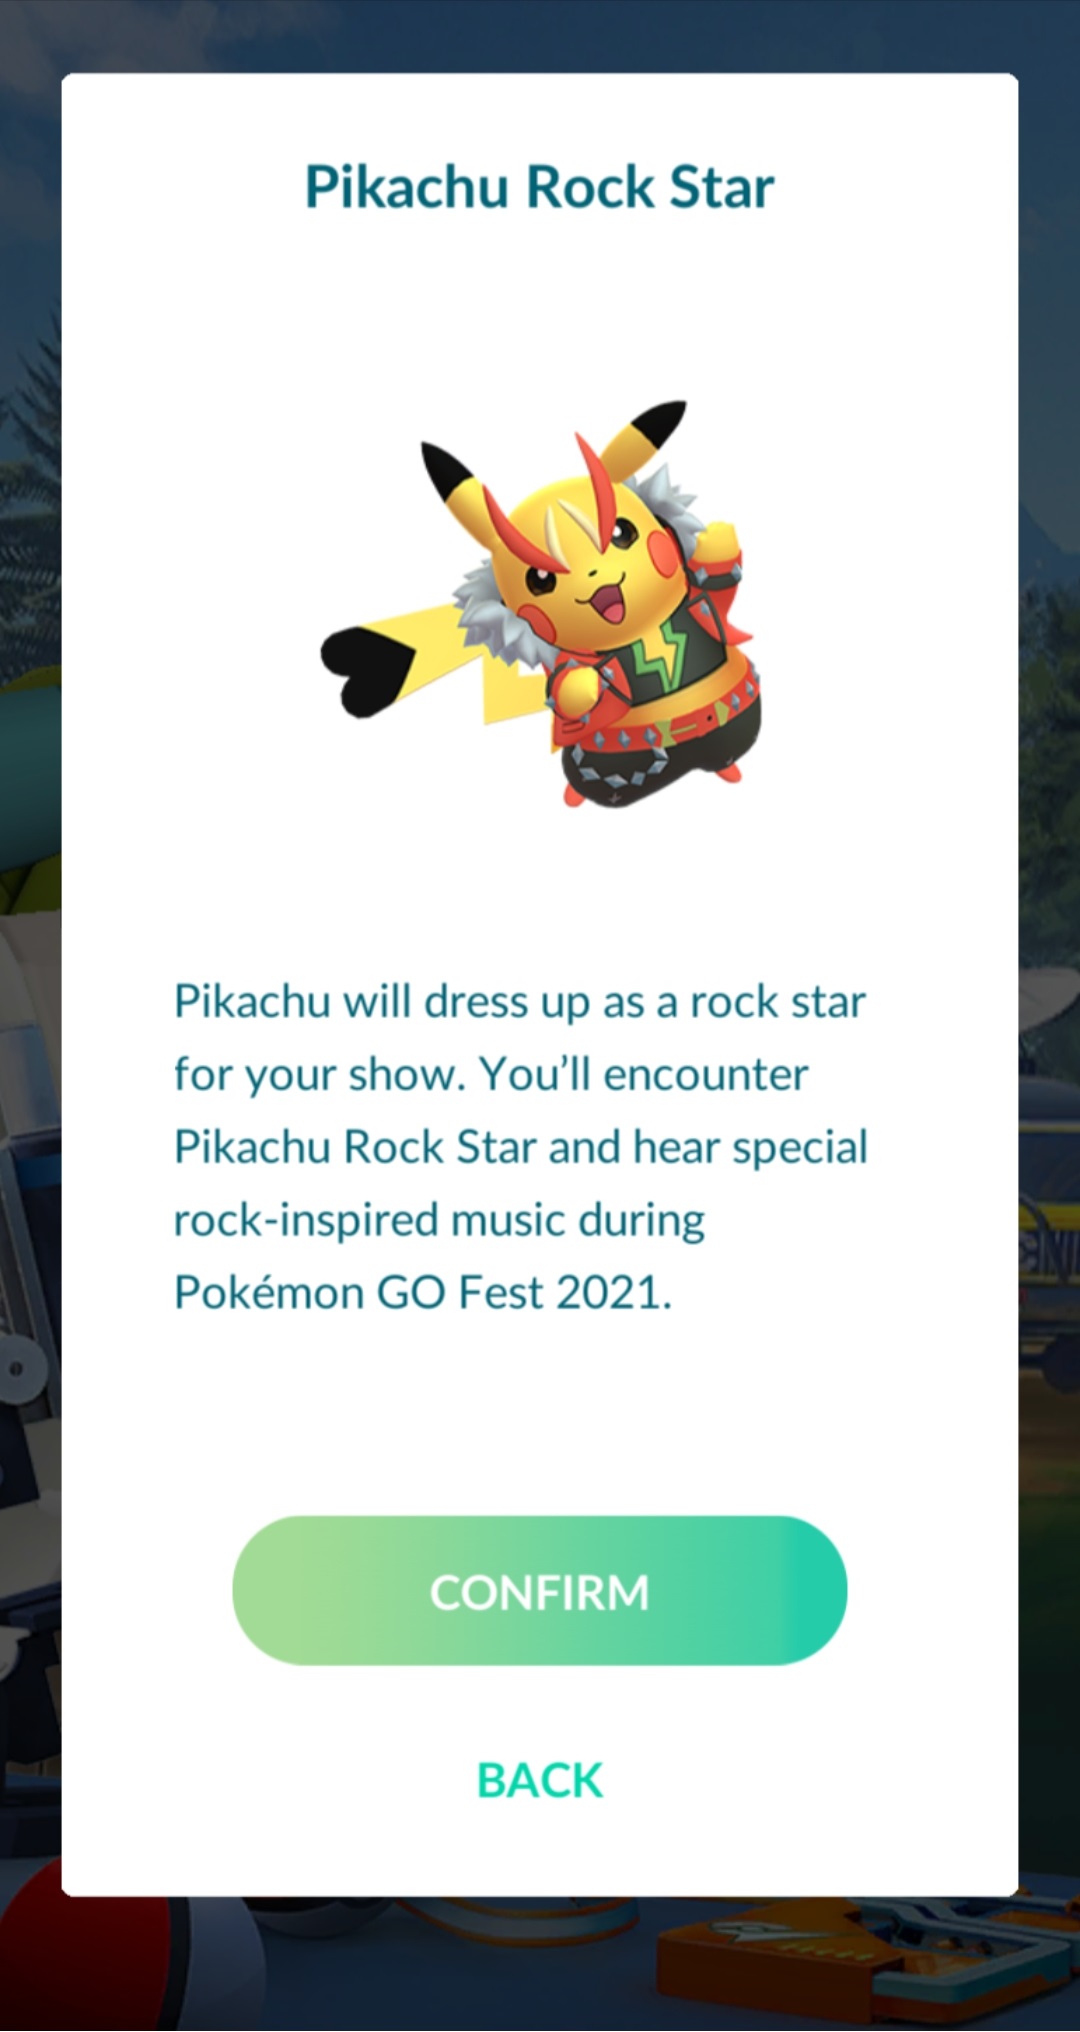 Pikachu Rock Star
Pikachu will dress up as a rock star
for your show. You’ll encounter
Pikachu Rock Star and hear special
rock-inspired music during
Pokémon GO Fest 2021.
CONFIRM
BACK